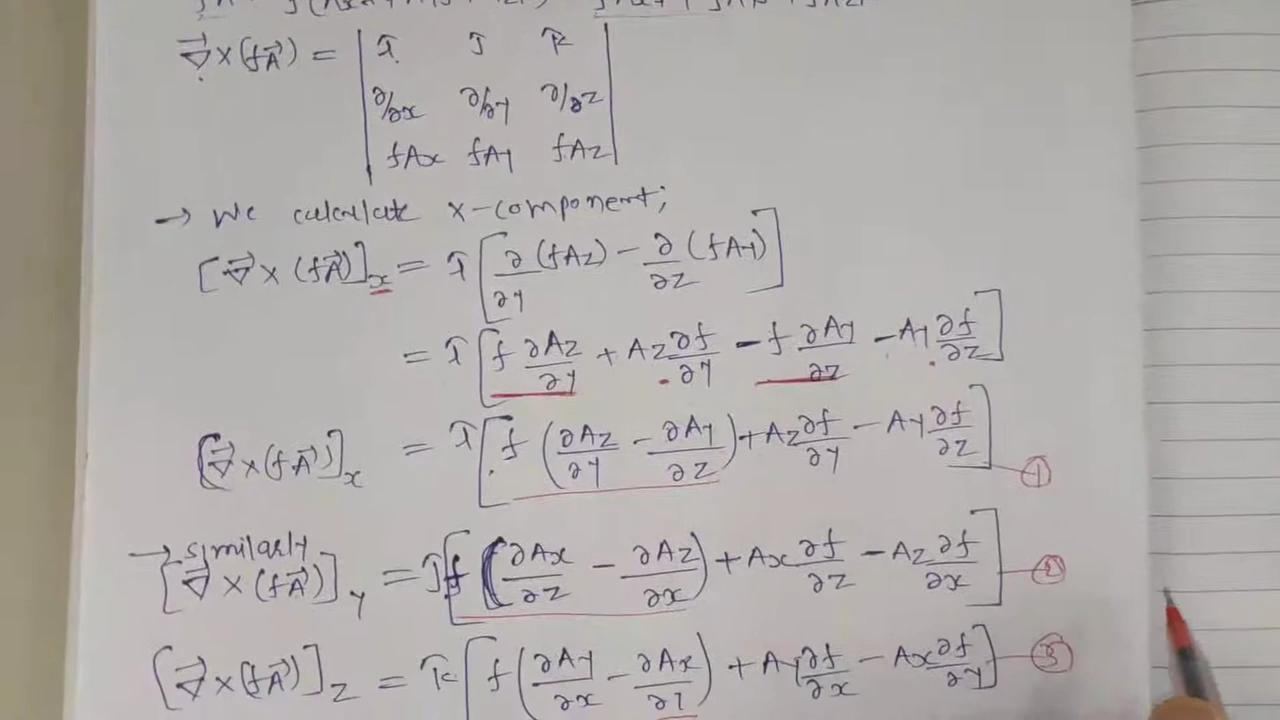 ∇⃗ × (fA⃗) = | i j k |
| ∂/∂x ∂/∂y ∂/∂z |
| fAx fAy fAz |
→ We calculate x-component;
[∇⃗ × (fA⃗)]x = i [∂/∂y (fAz) − ∂/∂z (fAy)]
= i [f ∂Az/∂y + Az ∂f/∂y − f ∂Ay/∂z − Ay ∂f/∂z]
[∇⃗ × (fA⃗)]x = i [f (∂Az/∂y − ∂Ay/∂z) + Az ∂f/∂y − Ay ∂f/∂z] — ①
→ similarly
[∇⃗ × (fA⃗)]y = j [f (∂Ax/∂z − ∂Az/∂x) + Ax ∂f/∂z − Az ∂f/∂x] — ②
[∇⃗ × (fA⃗)]z = k [f (∂Ay/∂x − ∂Ax/∂y) + Ay ∂f/∂x − Ax ∂f/∂y] — ③